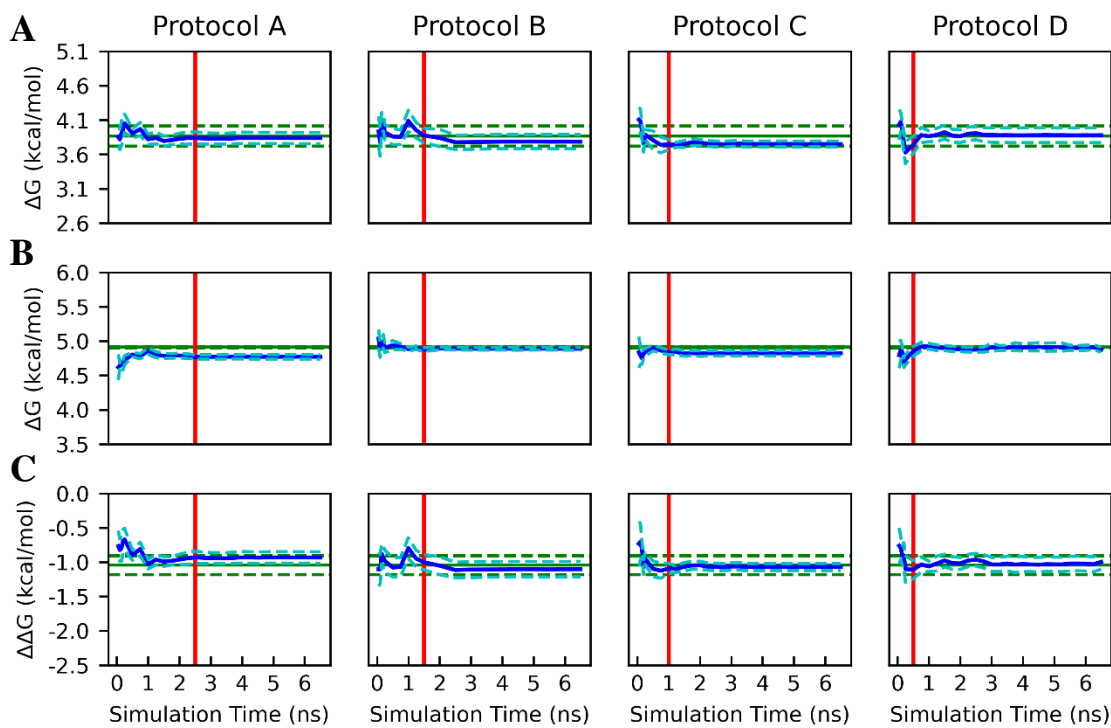 A
Protocol A
Protocol B
Protocol C
Protocol D
5.1
4.6
4.1
3.6
3.1
2.6
ΔG (kcal/mol)
B
6.0
5.5
5.0
4.5
4.0
3.5
ΔG (kcal/mol)
C
0.0
-0.5
-1.0
-1.5
-2.0
-2.5
ΔΔG (kcal/mol)
0 1 2 3 4 5 6
0 1 2 3 4 5 6
0 1 2 3 4 5 6
0 1 2 3 4 5 6
Simulation Time (ns)
Simulation Time (ns)
Simulation Time (ns)
Simulation Time (ns)